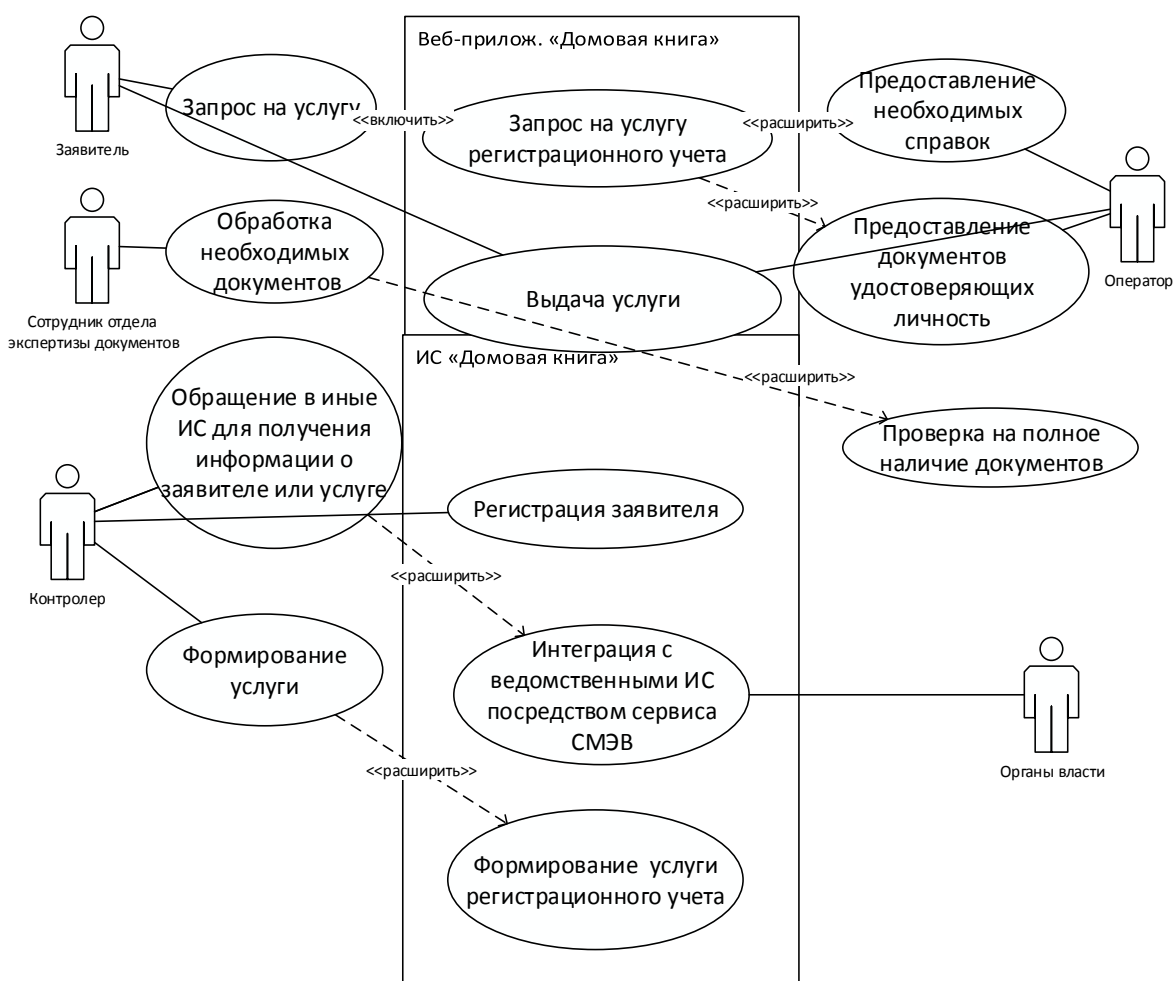 Веб-прилож. «Домовая книга»
Заявитель
Запрос на услугу
<<включить>>
Запрос на услугу
регистрационного учета
<<расширить>>
Предоставление
необходимых
справок
<<расширить>>
Сотрудник отдела
экспертизы документов
Обработка
необходимых
документов
Выдача услуги
Предоставление
документов
удостоверяющих
личность
Оператор
ИС «Домовая книга»
<<расширить>>
Обращение в иные
ИС для получения
информации о
заявителе или услуге
Проверка на полное
наличие документов
Контролер
Регистрация заявителя
<<расширить>>
Формирование
услуги
Интеграция с
ведомственными ИС
посредством сервиса
СМЭВ
Органы власти
<<расширить>>
Формирование услуги
регистрационного учета